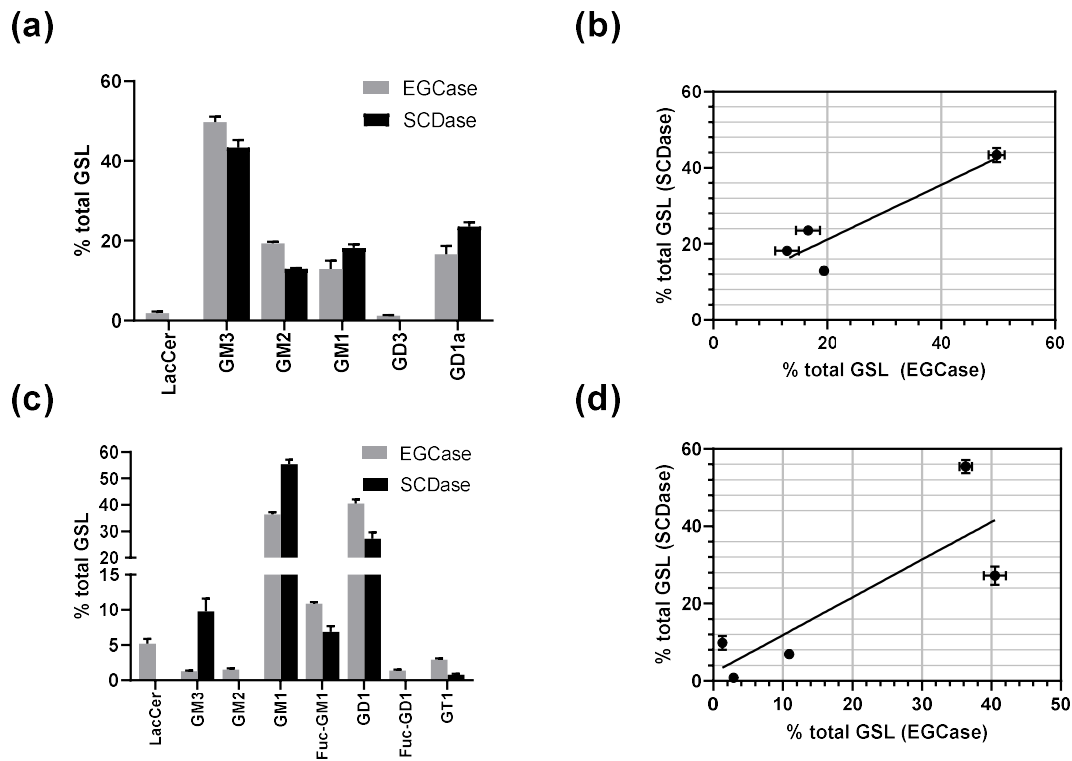 (a)
60
40
20
0
% total GSL
EGCase
SCDase
LacCer
GM3
GM2
GM1
GD3
GD1a
(b)
60
40
20
0
% total GSL (SCDase)
0
20
40
60
% total GSL (EGCase)
(c)
60
50
40
30
20
15
10
5
0
% total GSL
EGCase
SCDase
LacCer
GM3
GM2
GM1
Fuc-GM1
GD1
Fuc-GD1
GT1
(d)
60
40
20
0
% total GSL (SCDase)
0
10
20
30
40
50
% total GSL (EGCase)